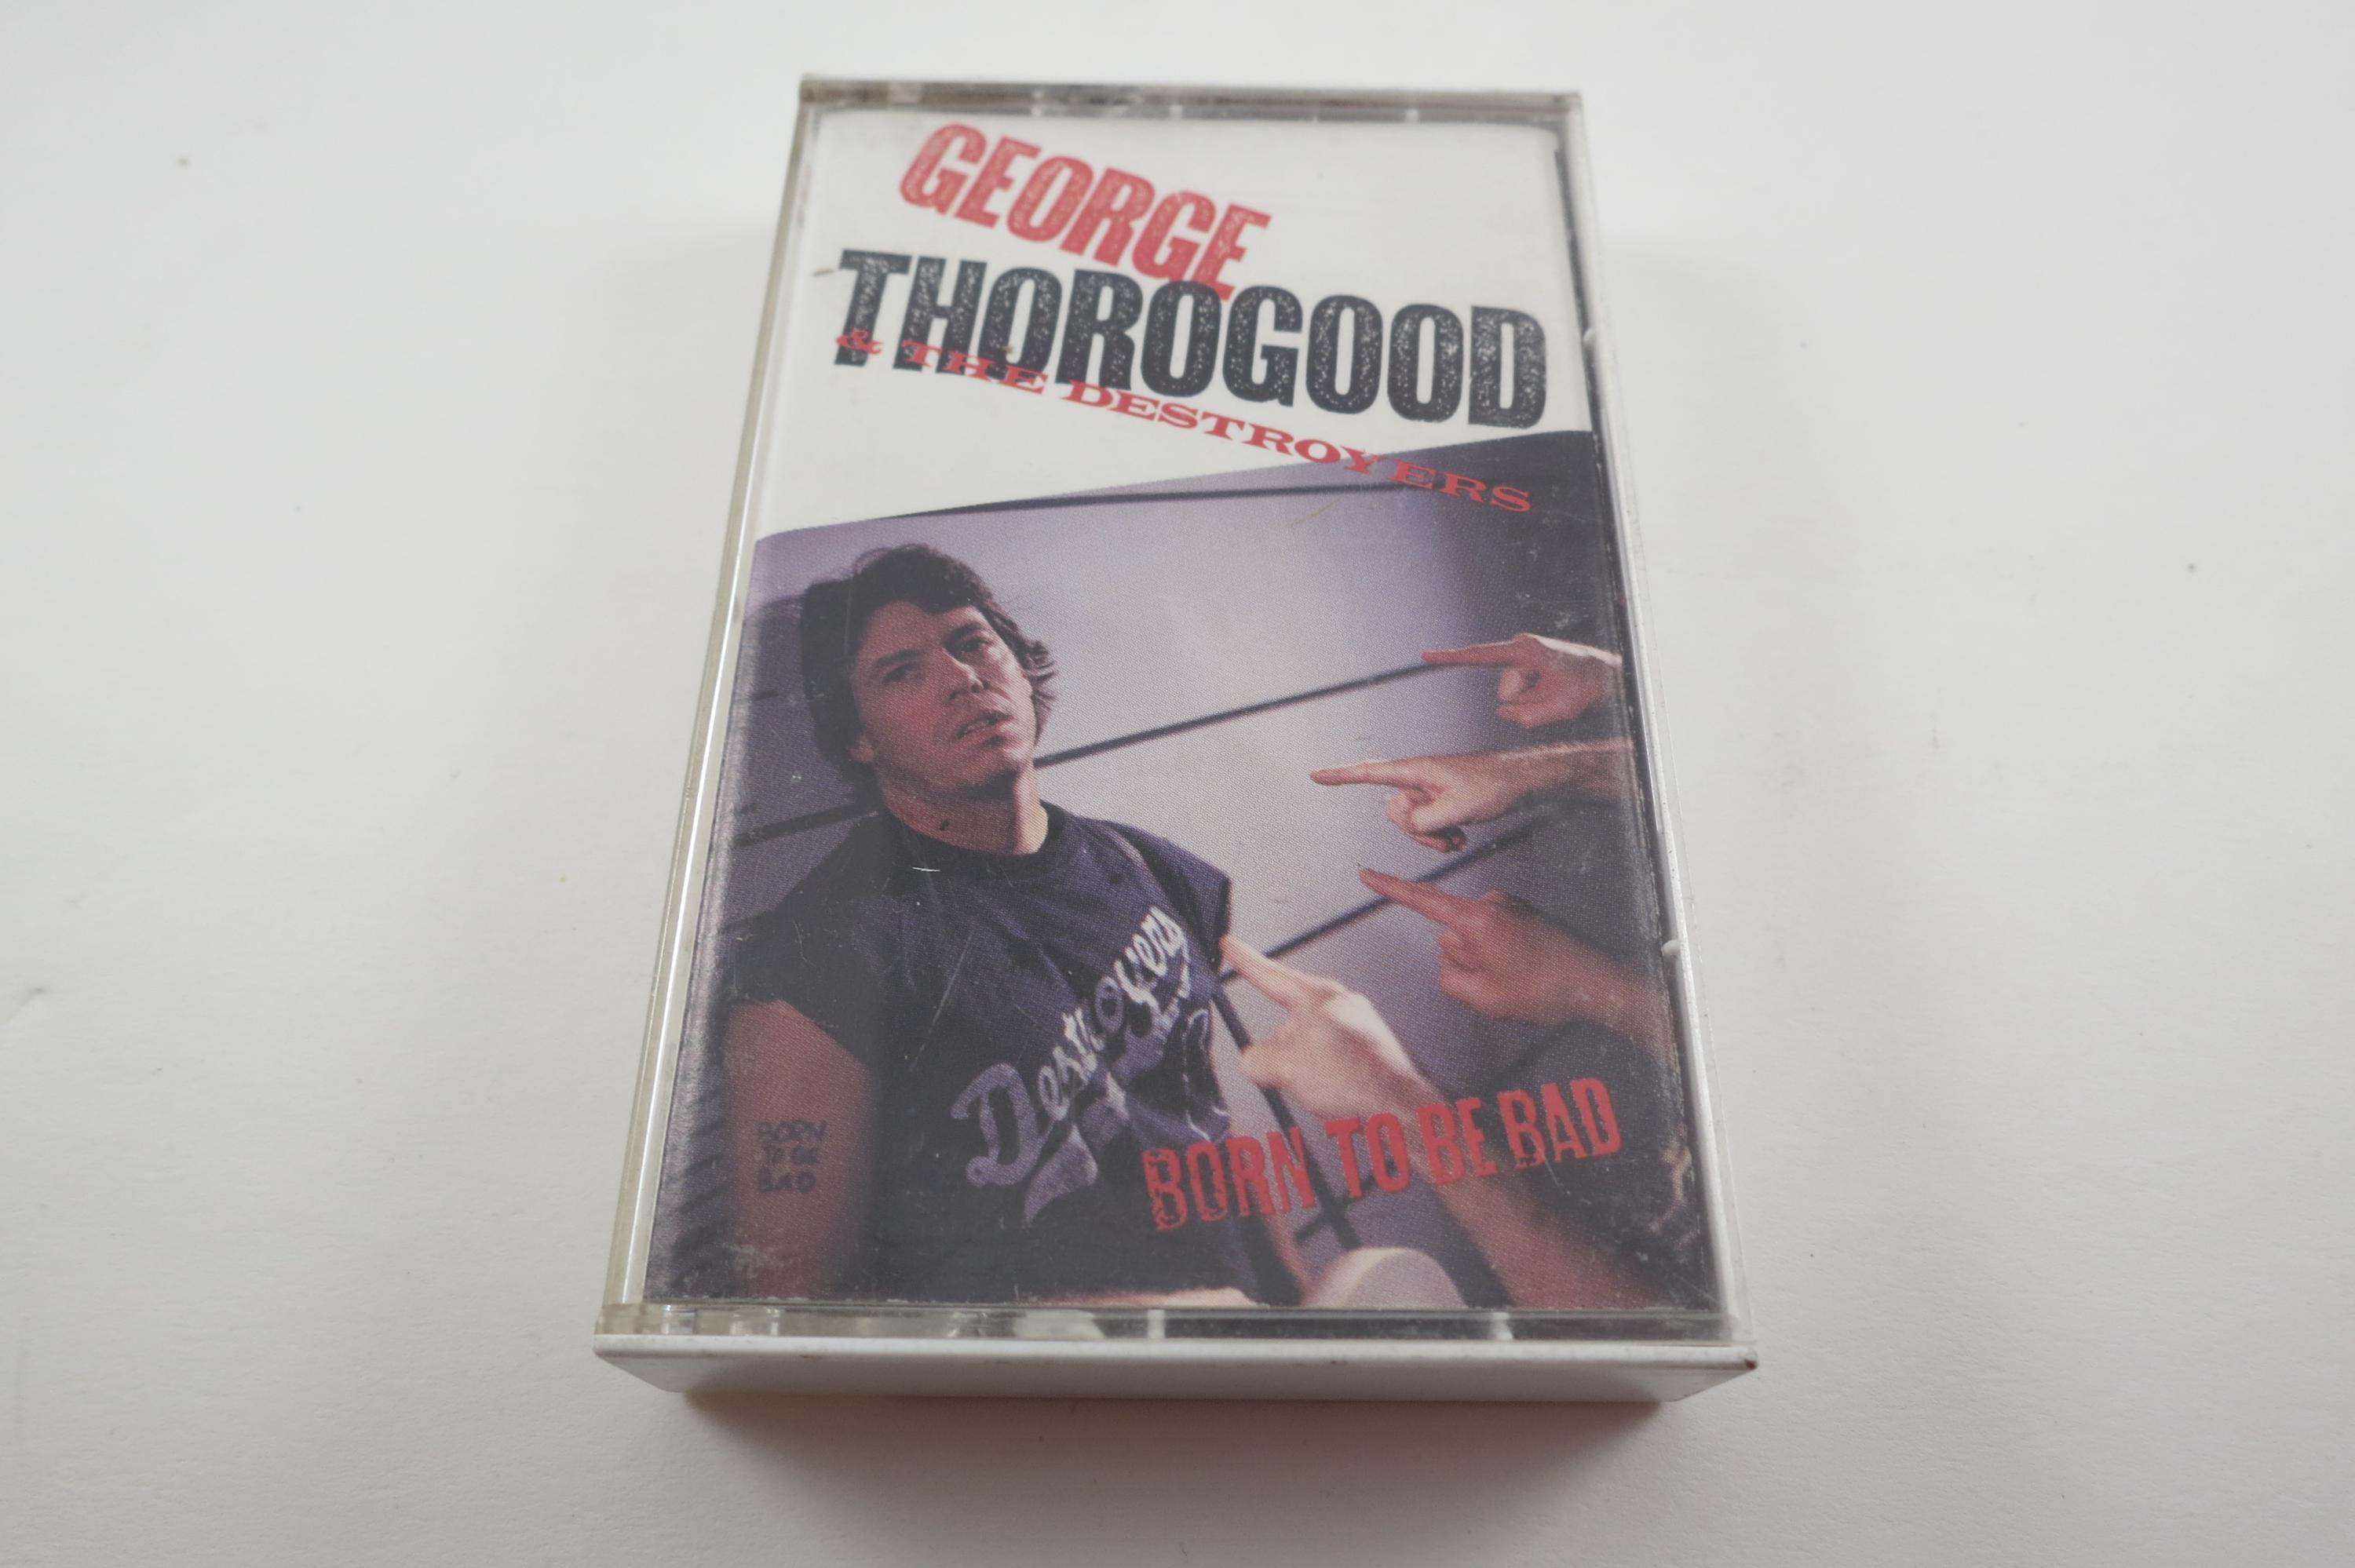 GEORGE
THOROGOOD
& THE DESTROYERS
Destroyers
BORN TO BE BAD
BORN
TO BE
BAD